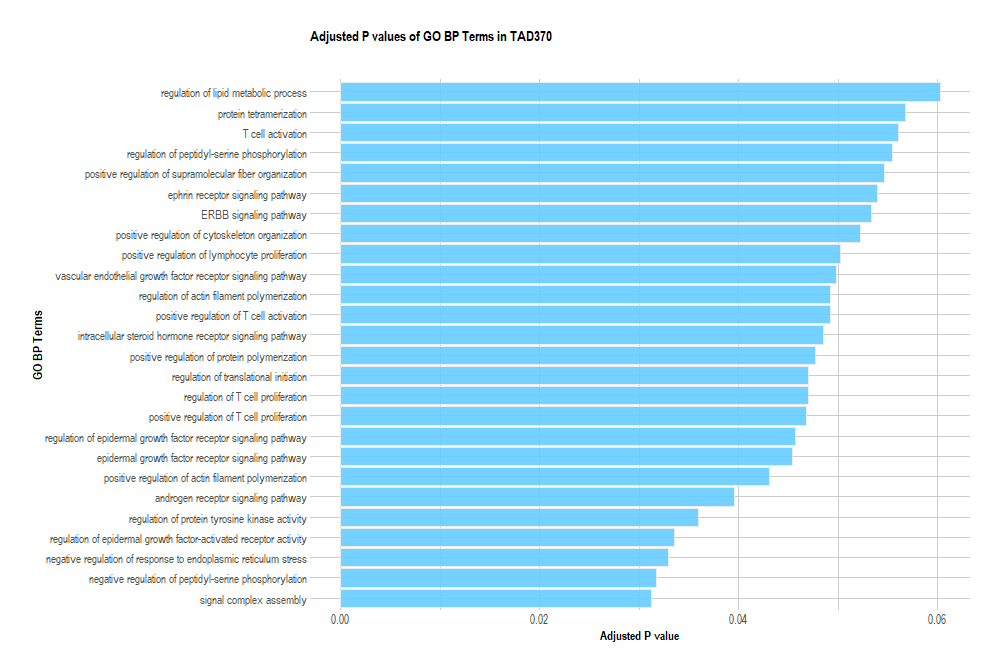 Adjusted P values of GO BP Terms in TAD370
GO BP Terms
regulation of lipid metabolic process
protein tetramerization
T cell activation
regulation of peptidyl-serine phosphorylation
positive regulation of supramolecular fiber organization
ephrin receptor signaling pathway
ERBB signaling pathway
positive regulation of cytoskeleton organization
positive regulation of lymphocyte proliferation
vascular endothelial growth factor receptor signaling pathway
regulation of actin filament polymerization
positive regulation of T cell activation
intracellular steroid hormone receptor signaling pathway
positive regulation of protein polymerization
regulation of translational initiation
regulation of T cell proliferation
positive regulation of T cell proliferation
regulation of epidermal growth factor receptor signaling pathway
epidermal growth factor receptor signaling pathway
positive regulation of actin filament polymerization
androgen receptor signaling pathway
regulation of protein tyrosine kinase activity
regulation of epidermal growth factor-activated receptor activity
negative regulation of response to endoplasmic reticulum stress
negative regulation of peptidyl-serine phosphorylation
signal complex assembly
0.00 0.02 0.04 0.06
Adjusted P value